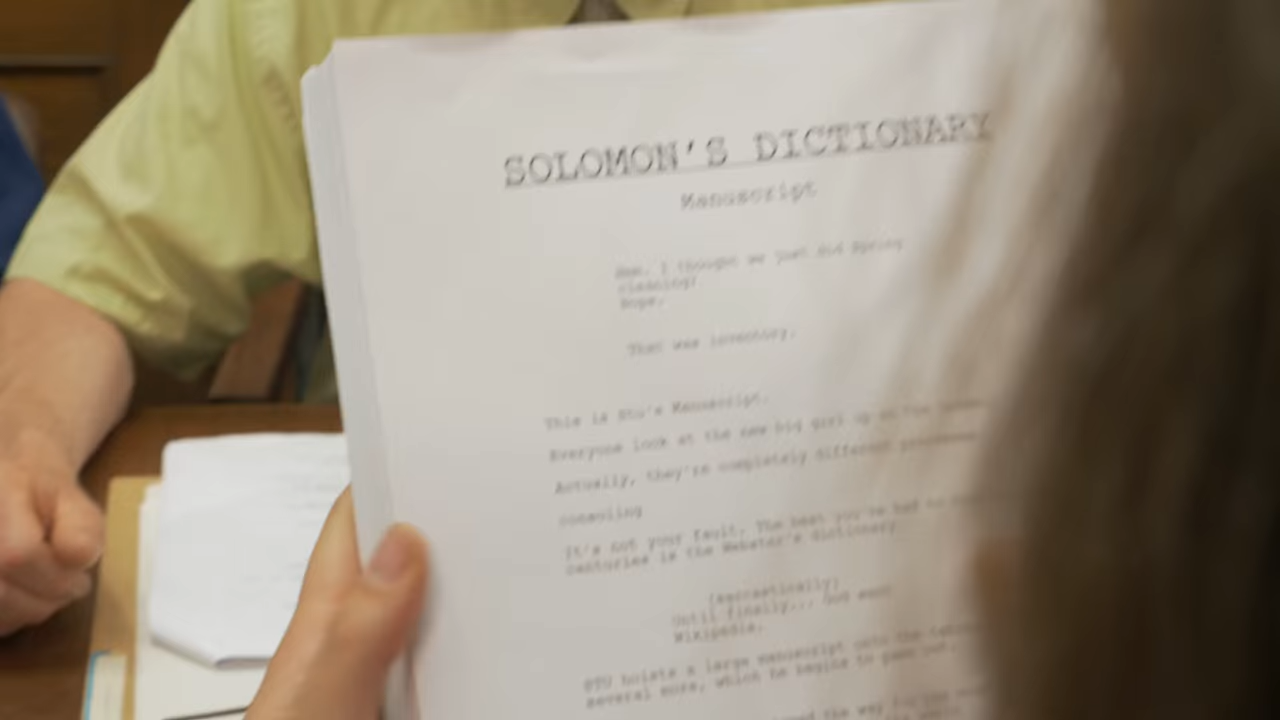 SOLOMON'S DICTIONARY
Manuscript
I thought we just did Spring
cleaning?
Nope.
That was inventory.
This is Stu's Manuscript.
Everyone look at the new big girl up on the
Actually, they're completely different
consoling
It's not your fault. The best you've had to
centuries is the Webster's dictionary
(sarcastically)
Until finally... God sent
Wikipedia.
STU hoists a large manuscript onto the
several more, which he begins to pass out.
the way